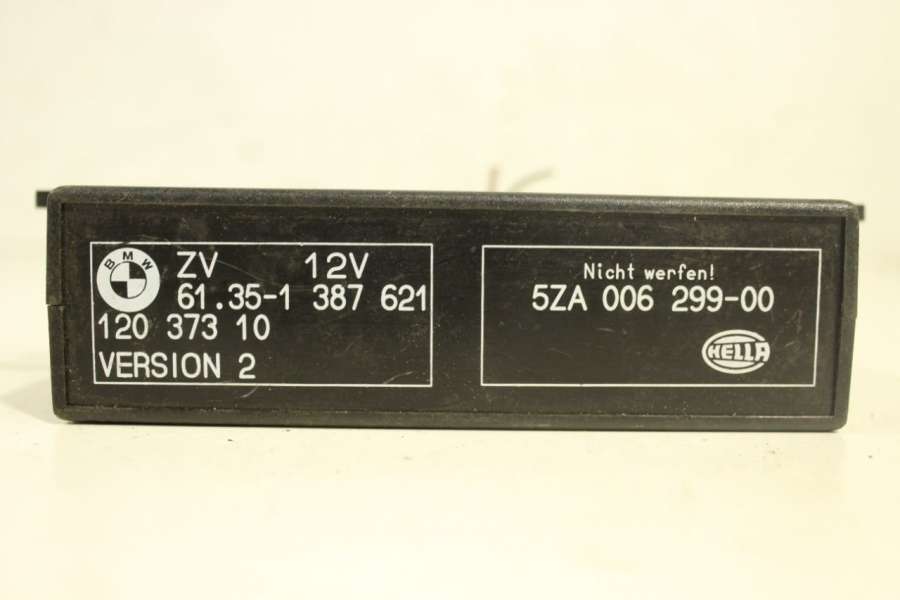 BMW
ZV 12V
61.35-1 387 621
120 373 10
VERSION 2
Nicht werfen!
5ZA 006 299-00
HELLA